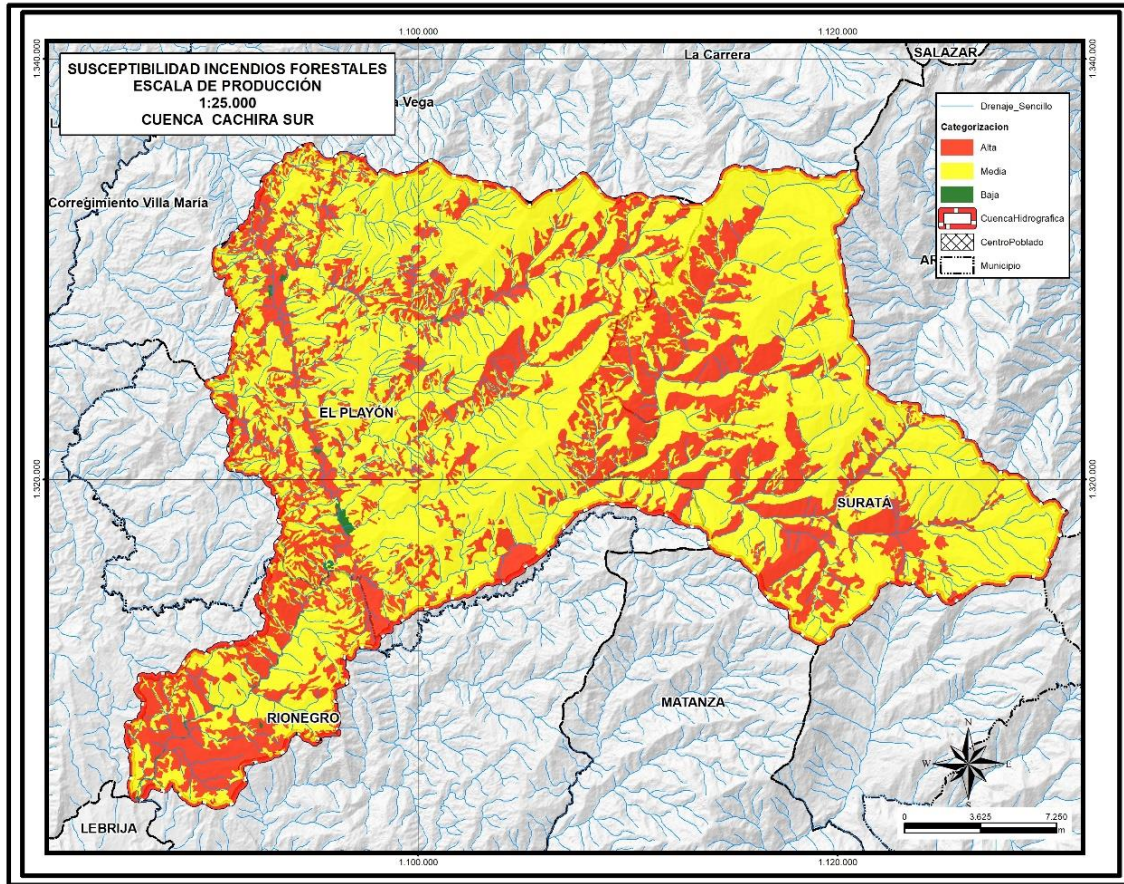 1.100.000
1.120.000
1.340.000
1.340.000
SUSCEPTIBILIDAD INCENDIOS FORESTALES
ESCALA DE PRODUCCIÓN
1:25.000
CUENCA CACHIRA SUR
La Carrera
SALAZAR
Vega
Corregimiento Villa María
Drenaje_Sencillo
Categorizacion
Alta
Media
Baja
CuencaHidrografica
CentroPoblado
Municipio
EL PLAYÓN
1.320.000
1.320.000
SURATÁ
MATANZA
RIONEGRO
LEBRIJA
N
W
L
S
0
3.625
7.250
m
1.100.000
1.120.000